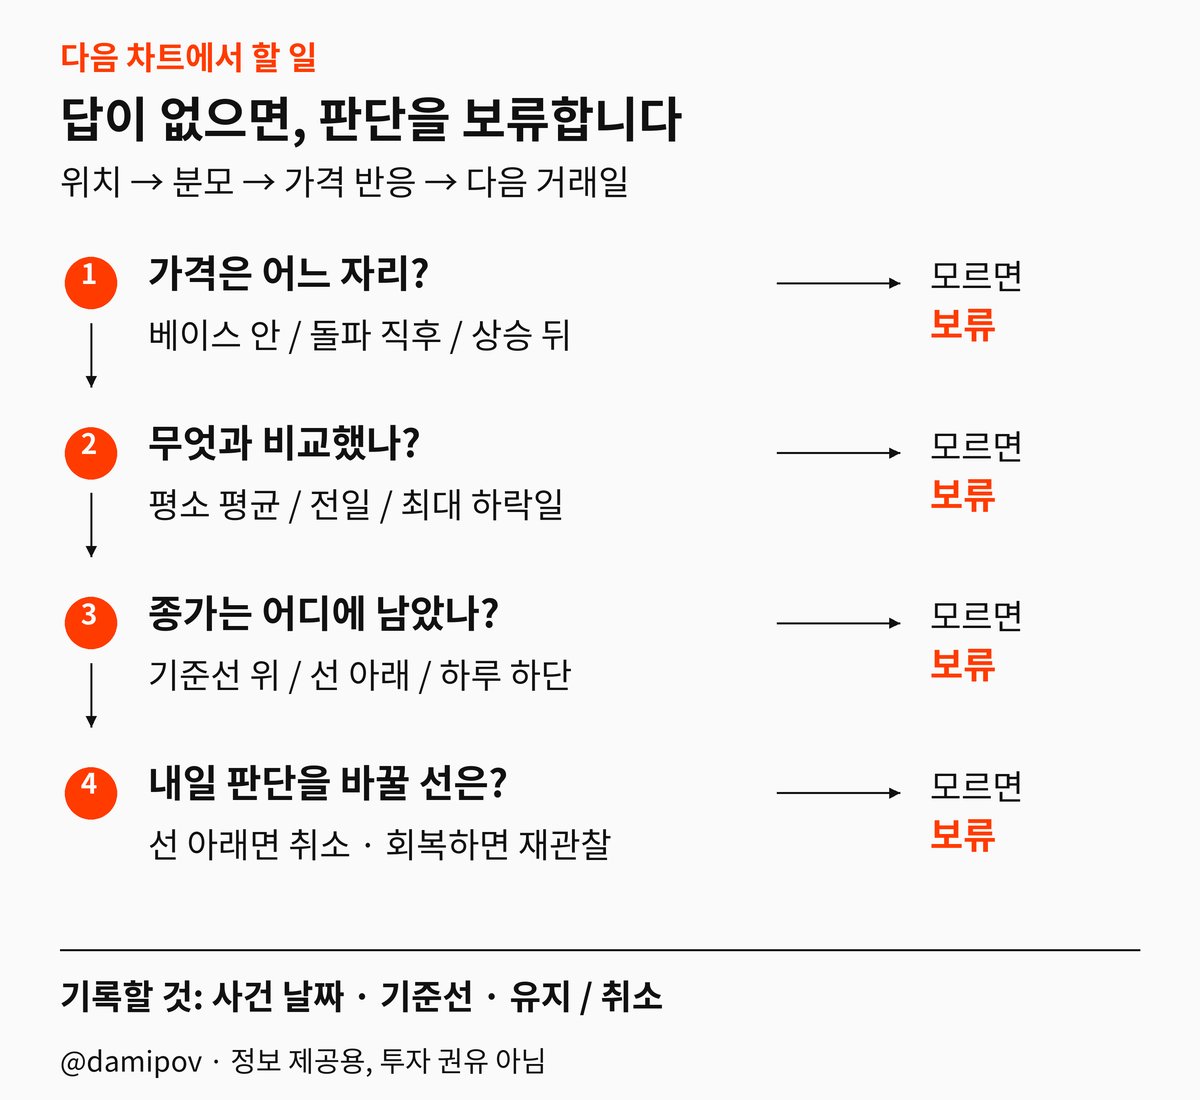 다음 차트에서 할 일
답이 없으면, 판단을 보류합니다
위치 → 분모 → 가격 반응 → 다음 거래일
1 가격은 어느 자리?
베이스 안 / 돌파 직후 / 상승 뒤
모르면
보류
2 무엇과 비교했나?
평소 평균 / 전일 / 최대 하락일
모르면
보류
3 종가는 어디에 남았나?
기준선 위 / 선 아래 / 하루 하단
모르면
보류
4 내일 판단을 바꿀 선은?
선 아래면 취소 · 회복하면 재관찰
모르면
보류
기록할 것: 사건 날짜 · 기준선 · 유지 / 취소
@damipov · 정보 제공용, 투자 권유 아님